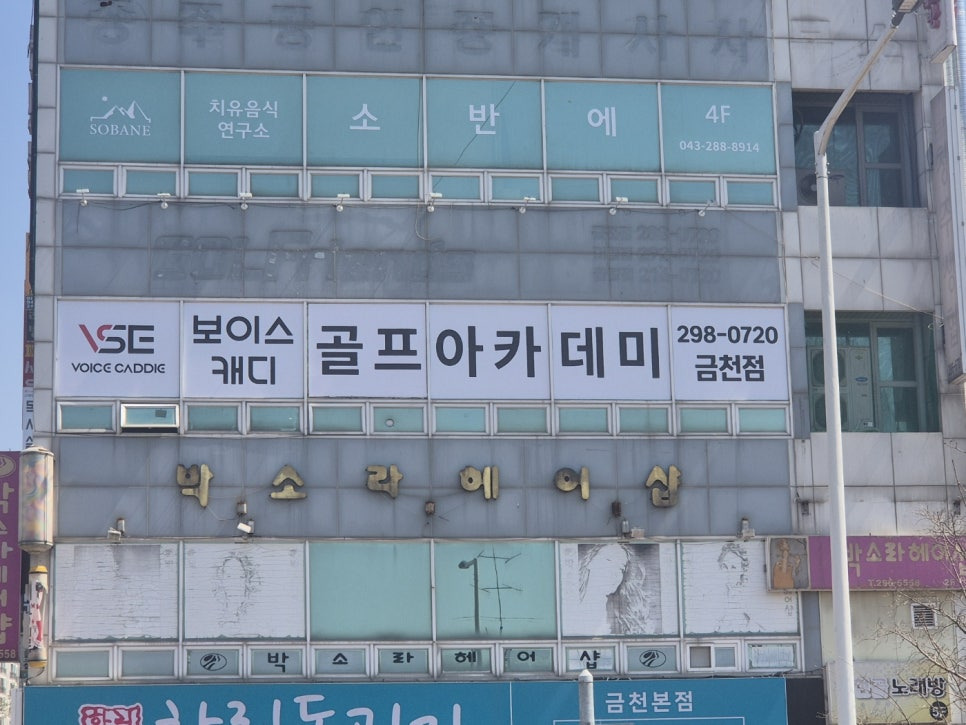 SOBANE
치유음식
연구소
소반에
4F
043-288-8914
VSE
VOICE CADDIE
보이스
캐디
골프아카데미
298-0720
금천점
박소라헤어샵
박소라헤어샵
T.256-6558
박소라헤어샵
노래방
금천본점